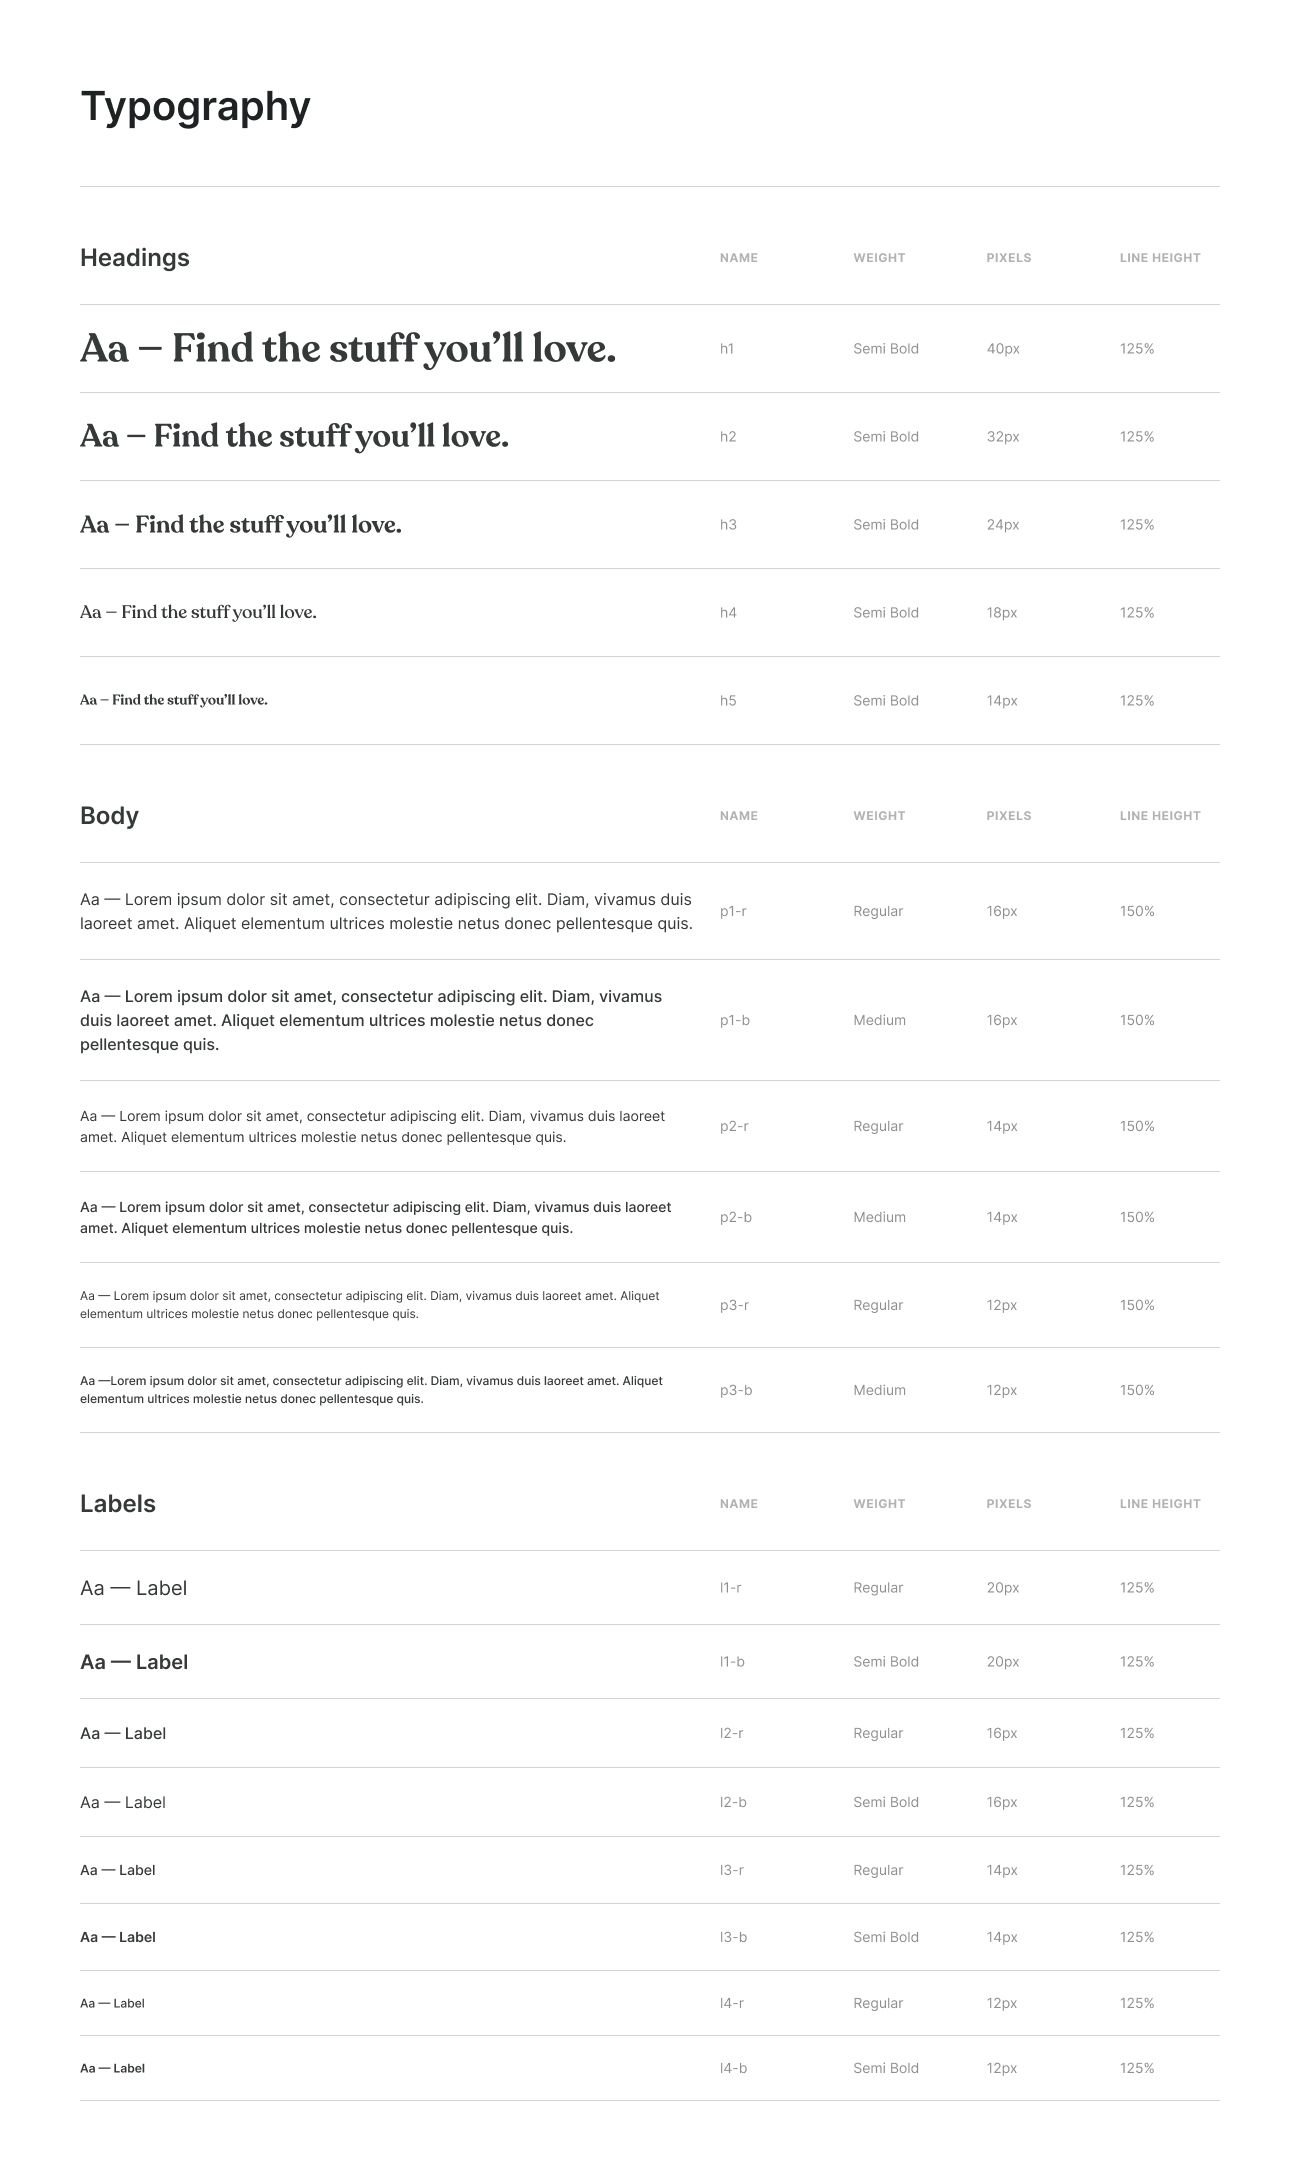 Typography
Headings NAME WEIGHT PIXELS LINE HEIGHT
Aa – Find the stuff you’ll love. h1 Semi Bold 40px 125%
Aa – Find the stuff you’ll love. h2 Semi Bold 32px 125%
Aa – Find the stuff you’ll love. h3 Semi Bold 24px 125%
Aa – Find the stuff you’ll love. h4 Semi Bold 18px 125%
Aa – Find the stuff you’ll love. h5 Semi Bold 14px 125%
Body NAME WEIGHT PIXELS LINE HEIGHT
Aa — Lorem ipsum dolor sit amet, consectetur adipiscing elit. Diam, vivamus duis
laoreet amet. Aliquet elementum ultrices molestie netus donec pellentesque quis.
p1-r Regular 16px 150%
Aa — Lorem ipsum dolor sit amet, consectetur adipiscing elit. Diam, vivamus
duis laoreet amet. Aliquet elementum ultrices molestie netus donec
pellentesque quis.
p1-b Medium 16px 150%
Aa — Lorem ipsum dolor sit amet, consectetur adipiscing elit. Diam, vivamus duis laoreet
amet. Aliquet elementum ultrices molestie netus donec pellentesque quis.
p2-r Regular 14px 150%
Aa — Lorem ipsum dolor sit amet, consectetur adipiscing elit. Diam, vivamus duis laoreet
amet. Aliquet elementum ultrices molestie netus donec pellentesque quis.
p2-b Medium 14px 150%
Aa — Lorem ipsum dolor sit amet, consectetur adipiscing elit. Diam, vivamus duis laoreet amet. Aliquet
elementum ultrices molestie netus donec pellentesque quis.
p3-r Regular 12px 150%
Aa —Lorem ipsum dolor sit amet, consectetur adipiscing elit. Diam, vivamus duis laoreet amet. Aliquet
elementum ultrices molestie netus donec pellentesque quis.
p3-b Medium 12px 150%
Labels NAME WEIGHT PIXELS LINE HEIGHT
Aa — Label l1-r Regular 20px 125%
Aa — Label l1-b Semi Bold 20px 125%
Aa — Label l2-r Regular 16px 125%
Aa — Label l2-b Semi Bold 16px 125%
Aa — Label l3-r Regular 14px 125%
Aa — Label l3-b Semi Bold 14px 125%
Aa — Label l4-r Regular 12px 125%
Aa — Label l4-b Semi Bold 12px 125%